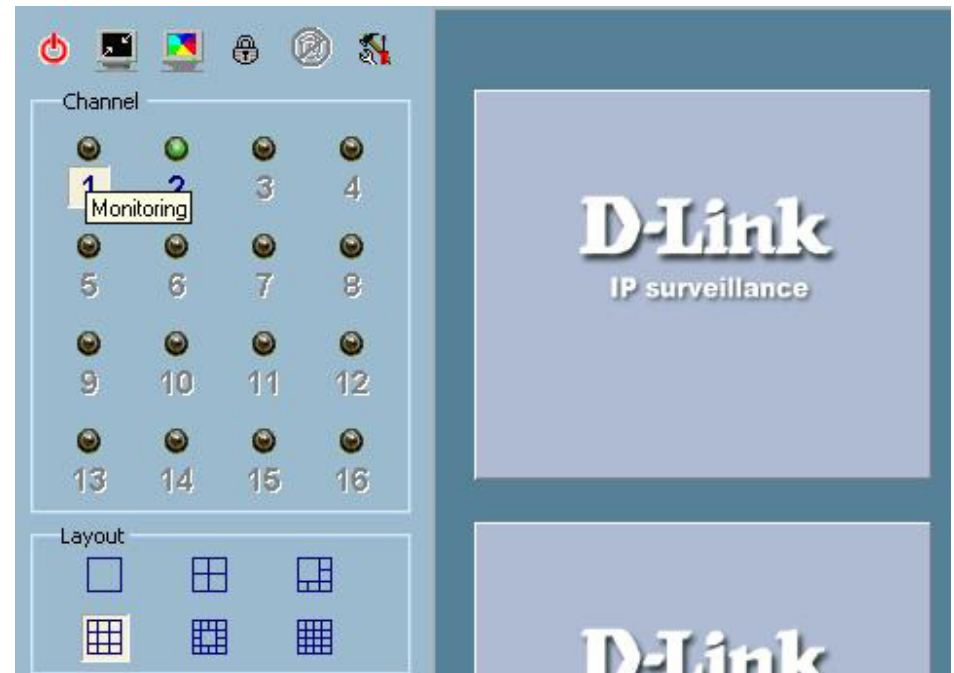 Channel
1 2 3 4
Monitoring
5 6 7 8
9 10 11 12
13 14 15 16
Layout
D-Link
IP surveillance
D-Link